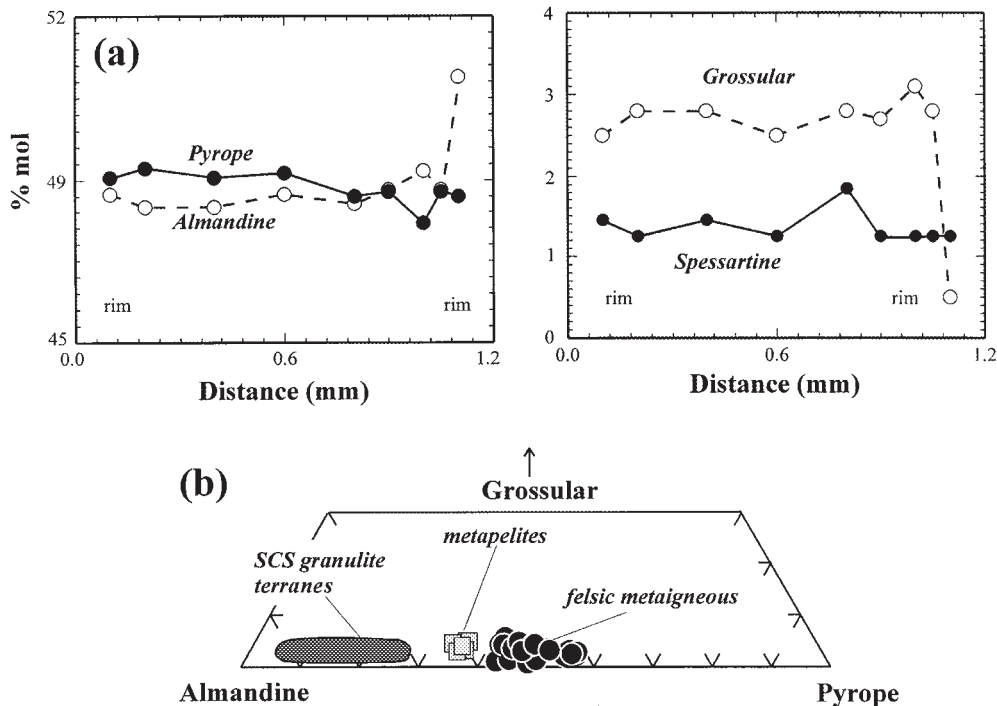 (a)
52
49
45
% mol
Pyrope
Almandine
rim
rim
0.0
0.6
1.2
Distance (mm)
4
3
2
1
0
Grossular
Spessartine
rim
rim
0.0
0.6
1.2
Distance (mm)
(b)
Grossular
SCS granulite
terranes
metapelites
felsic metaigneous
Almandine
Pyrope